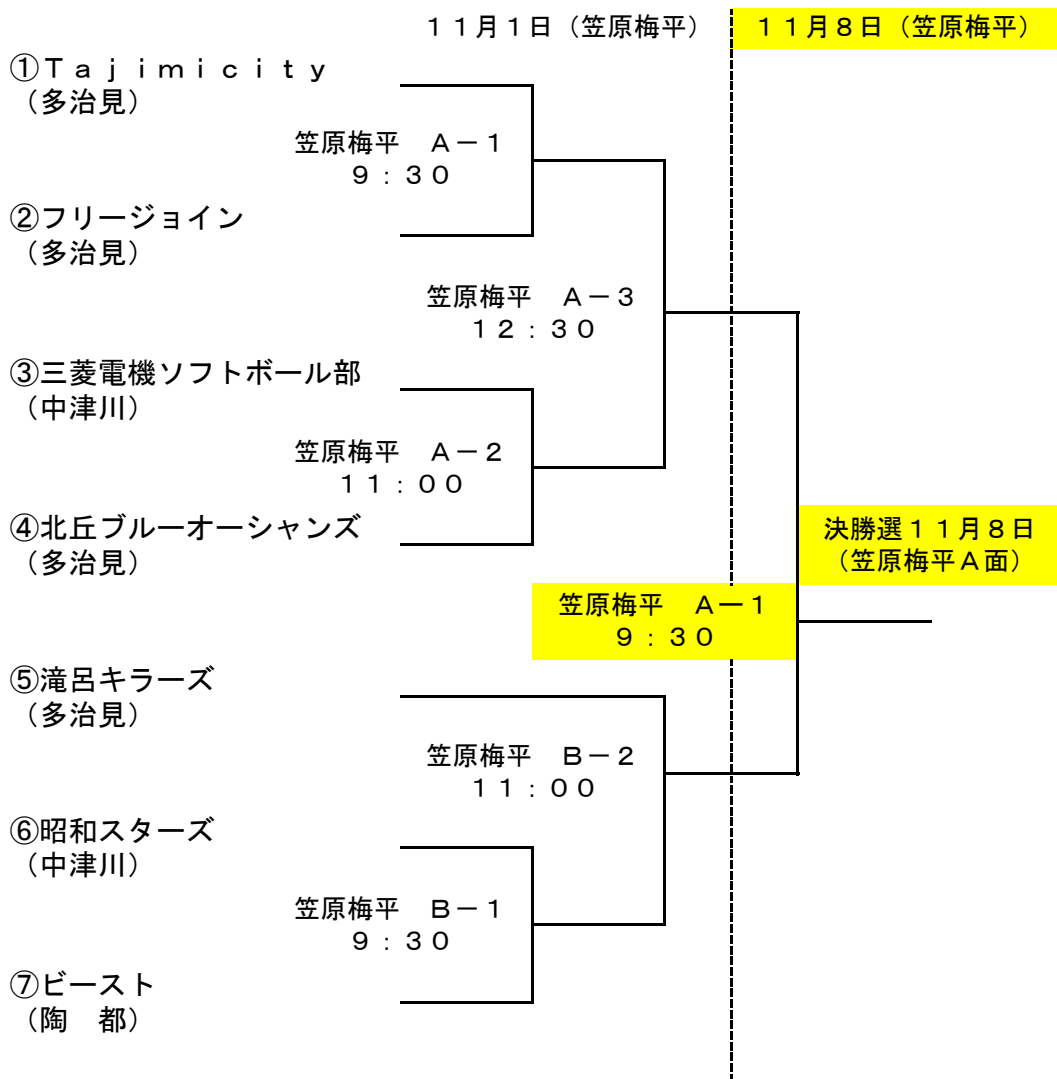 １１月１日（笠原梅平）
１１月８日（笠原梅平）
①Ｔａｊｉｍｉｃｉｔｙ
（多治見）
笠原梅平　Ａ－１
９：３０
②フリージョイン
（多治見）
笠原梅平　Ａ－３
１２：３０
③三菱電機ソフトボール部
（中津川）
笠原梅平　Ａ－２
１１：００
④北丘ブルーオーシャンズ
（多治見）
決勝選１１月８日
（笠原梅平Ａ面）
笠原梅平　Ａ－１
９：３０
⑤滝呂キラーズ
（多治見）
笠原梅平　Ｂ－２
１１：００
⑥昭和スターズ
（中津川）
笠原梅平　Ｂ－１
９：３０
⑦ビースト
（陶　都）